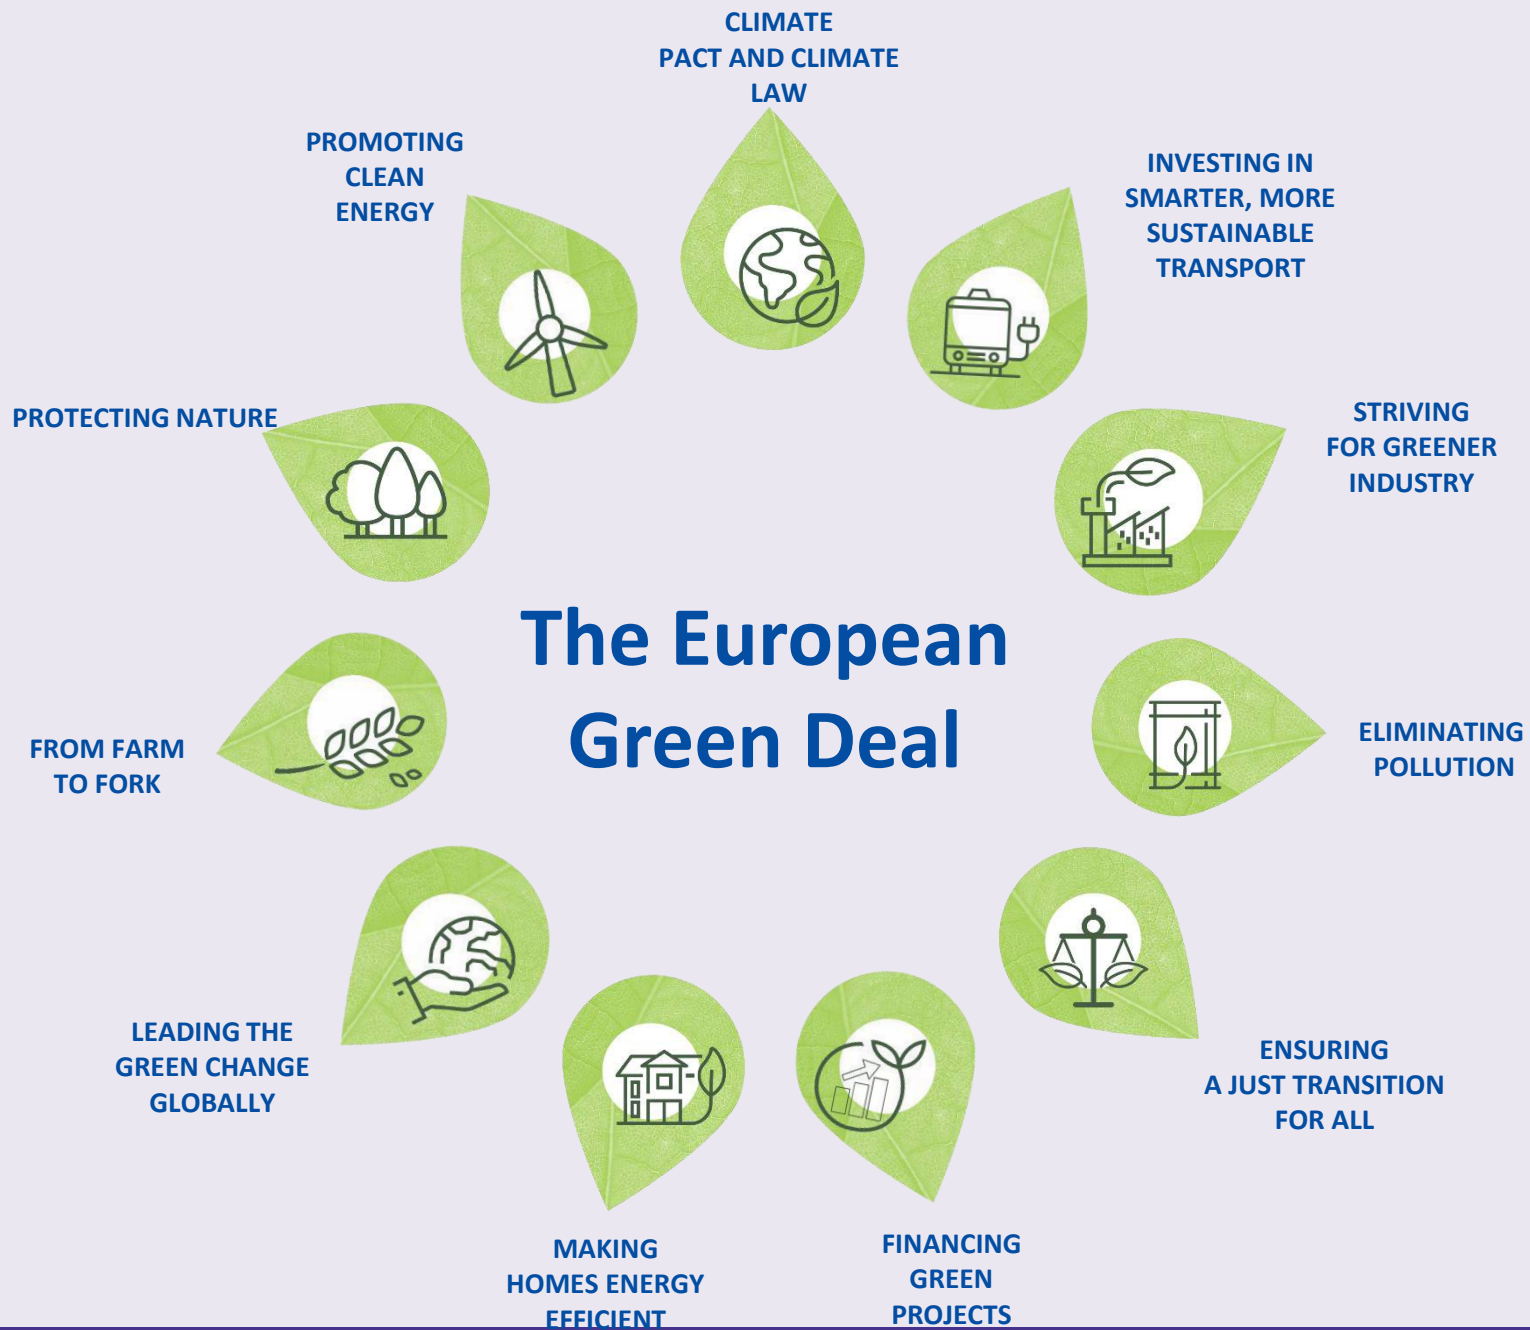 CLIMATE
PACT AND CLIMATE
LAW
PROMOTING
CLEAN
ENERGY
INVESTING IN
SMARTER, MORE
SUSTAINABLE
TRANSPORT
PROTECTING NATURE
STRIVING
FOR GREENER
INDUSTRY
The European
Green Deal
FROM FARM
TO FORK
ELIMINATING
POLLUTION
LEADING THE
GREEN CHANGE
GLOBALLY
ENSURING
A JUST TRANSITION
FOR ALL
MAKING
HOMES ENERGY
EFFICIENT
FINANCING
GREEN
PROJECTS